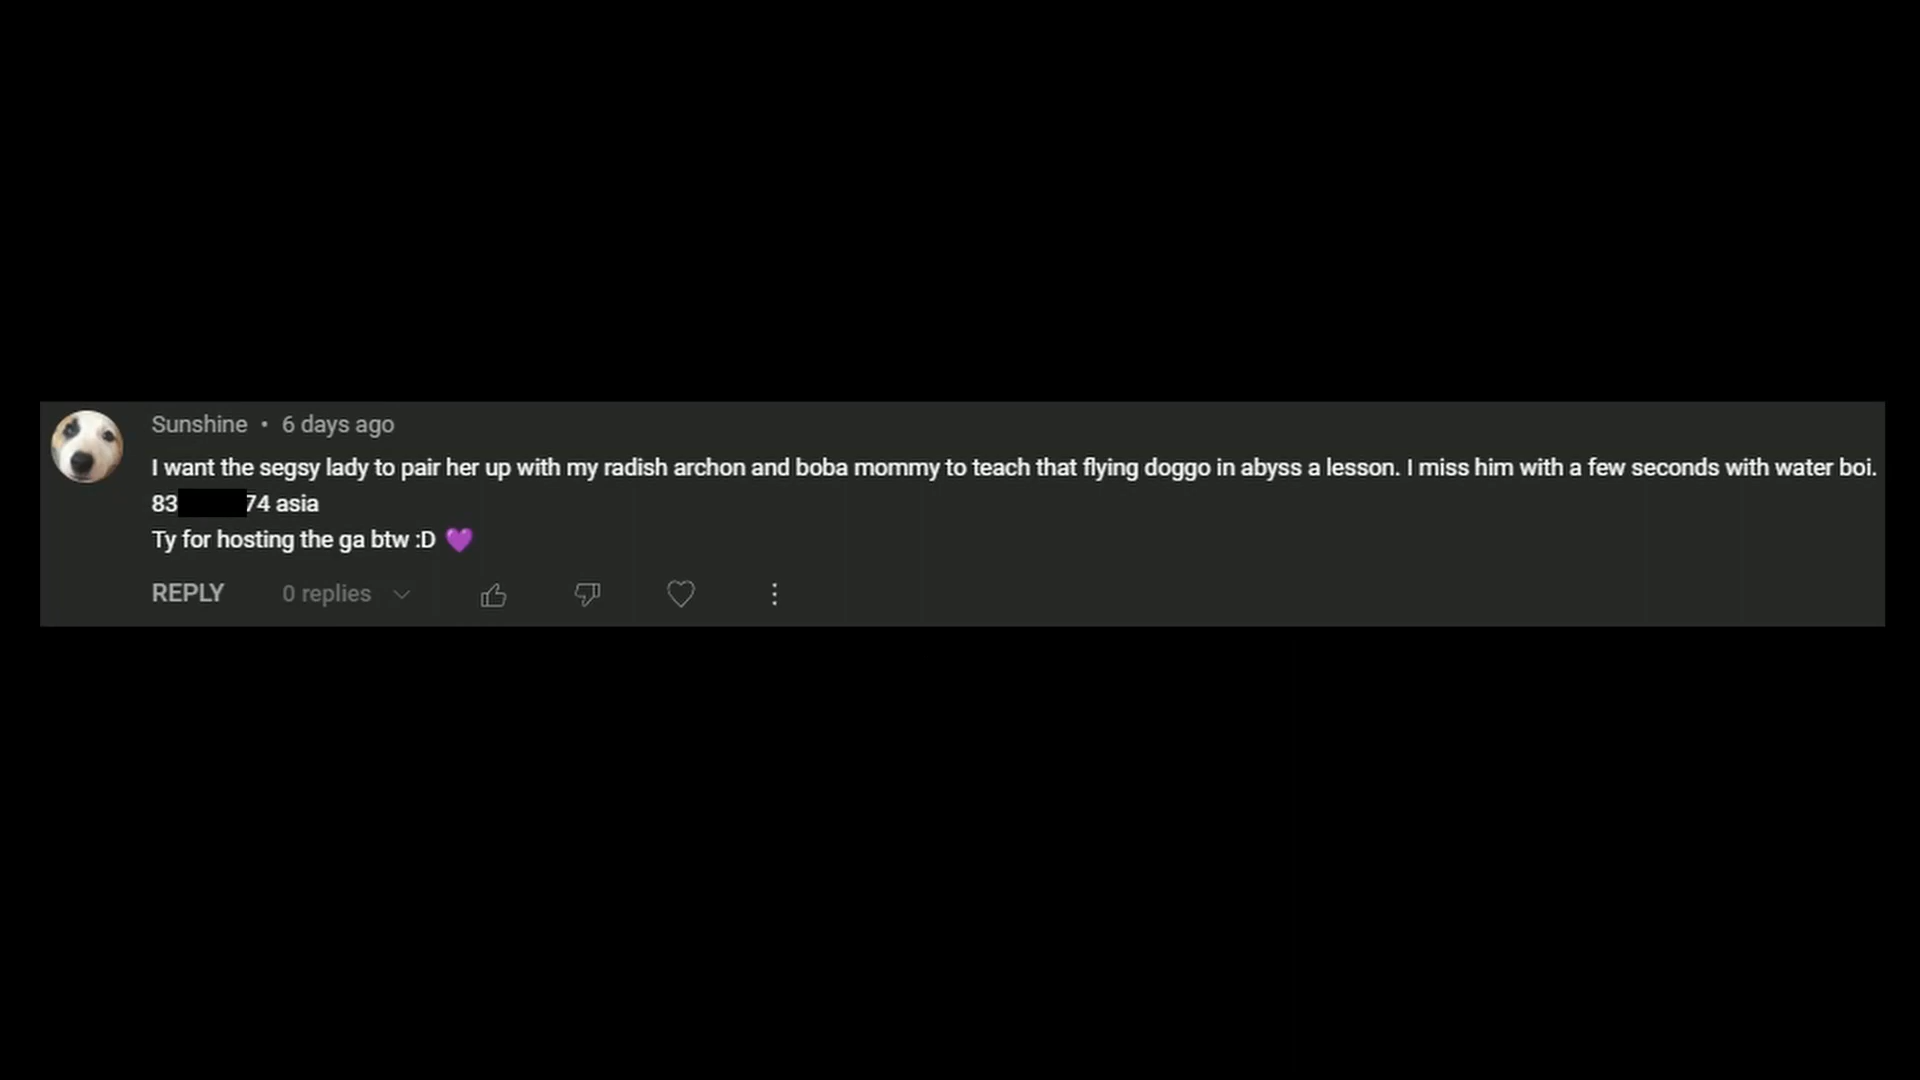 Sunshine • 6 days ago
I want the segsy lady to pair her up with my radish archon and boba mommy to teach that flying doggo in abyss a lesson. I miss him with a few seconds with water boi.
83 74 asia
Ty for hosting the ga btw :D 💜
REPLY 0 replies